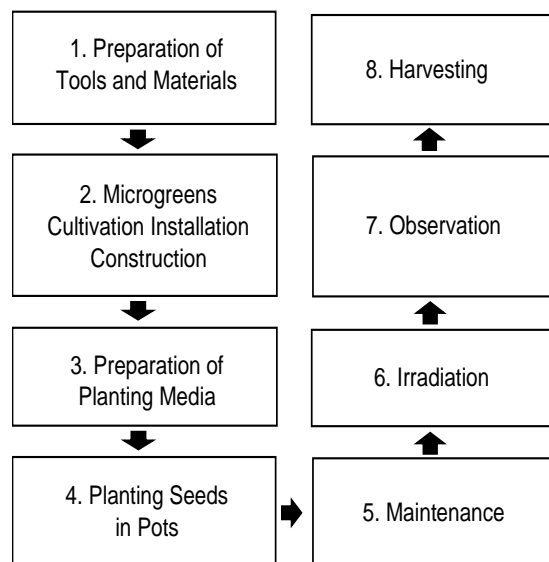 1. Preparation of
Tools and Materials
2. Microgreens
Cultivation Installation
Construction
3. Preparation of
Planting Media
4. Planting Seeds
in Pots
5. Maintenance
6. Irradiation
7. Observation
8. Harvesting